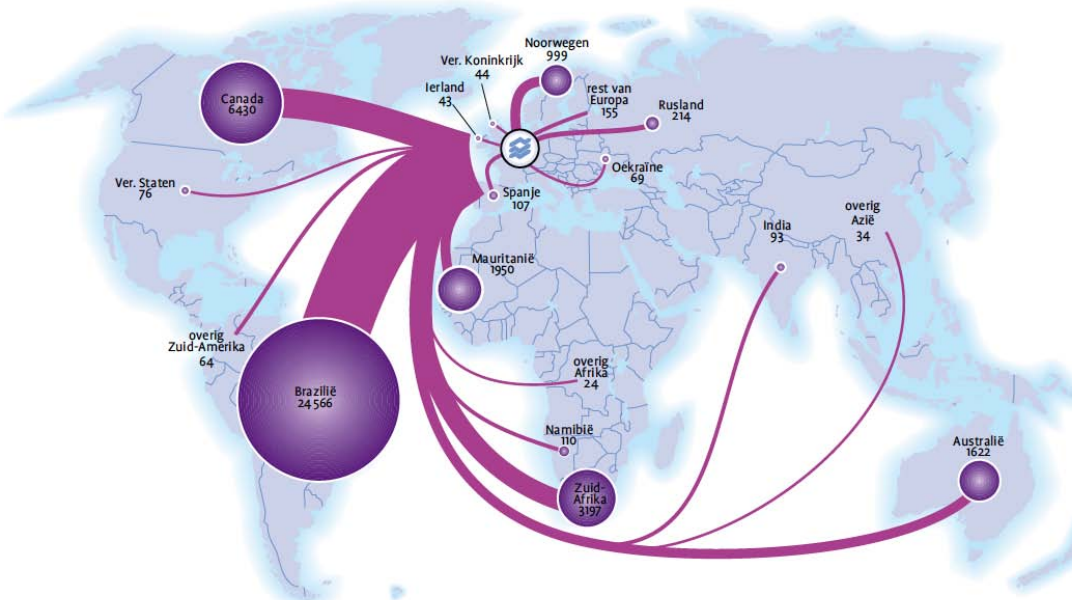 Noorwegen
999
Ver. Koninkrijk
44
Ierland
43
rest van
Europa
155
Rusland
214
Canada
6430
Oekraïne
69
Ver. Staten
76
Spanje
107
overig
Azië
34
India
93
Mauritanië
1950
overig
Zuid-Amerika
64
Brazilië
24 566
overig
Afrika
24
Namibië
110
Australië
1622
Zuid-
Afrika
3197